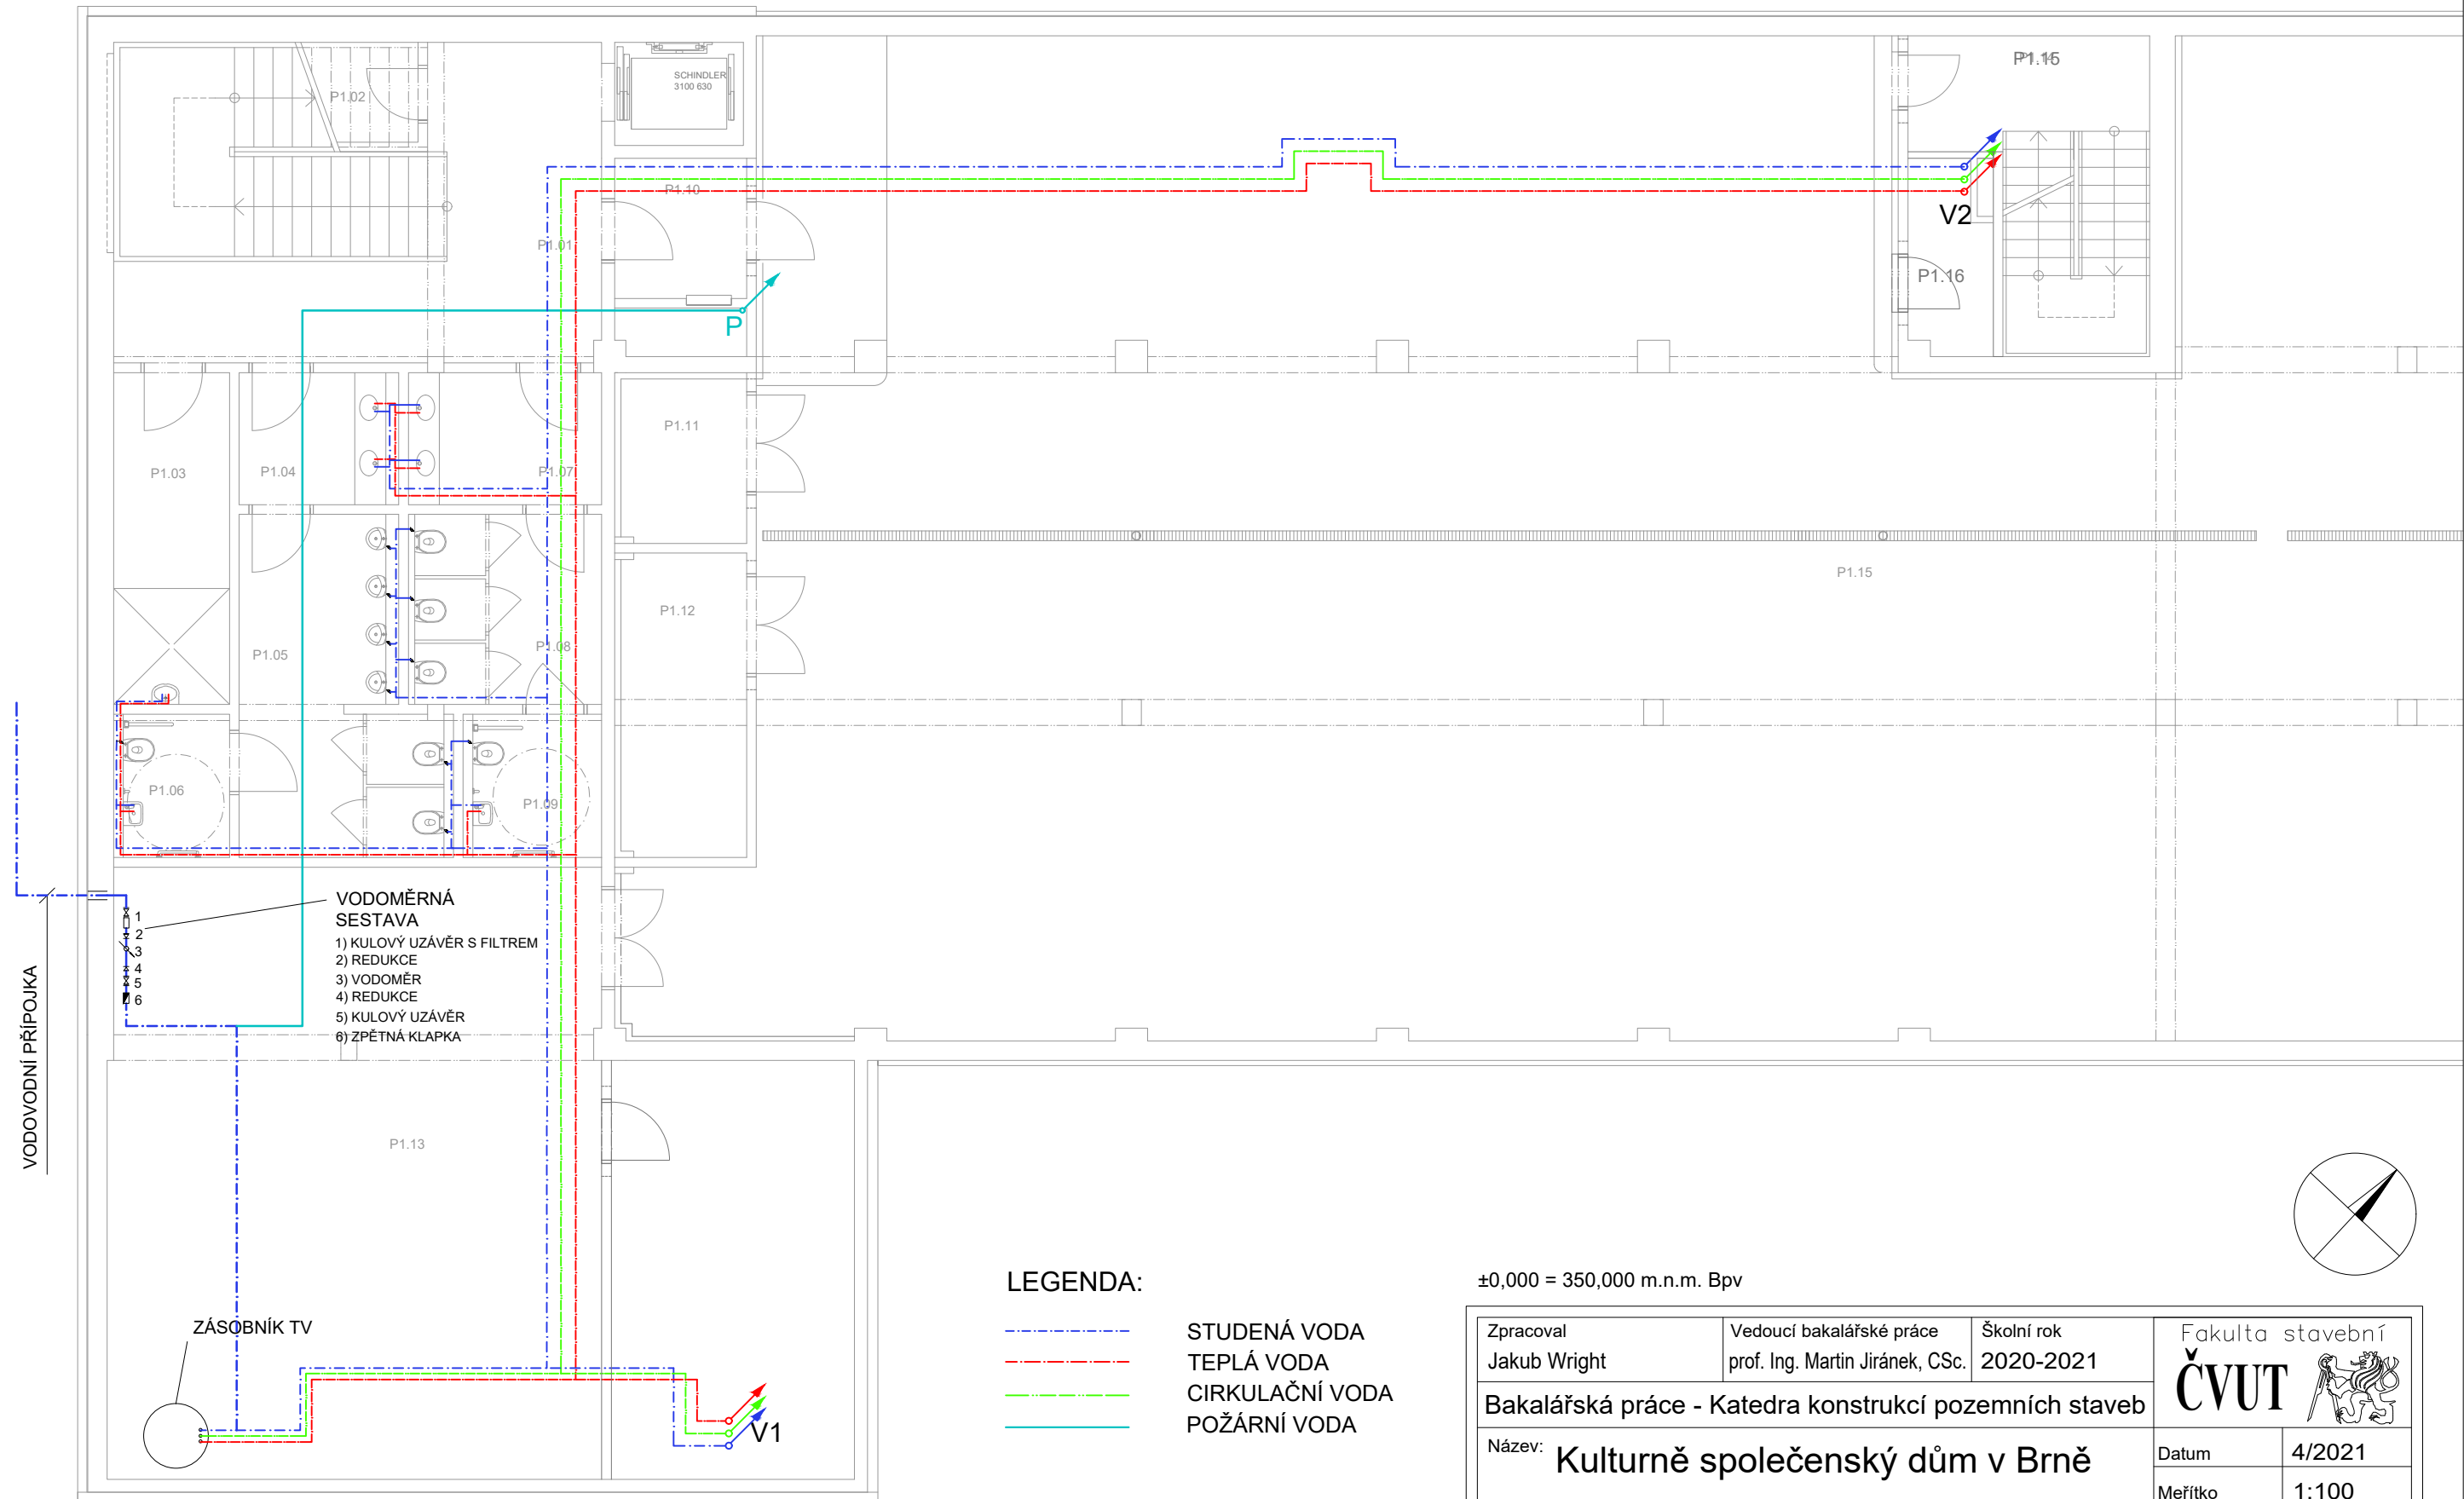 SCHINDLER
3100 630
P1.02
P1.15
P1.10
V2
P1.01
P1.16
P
P1.11
P1.03
P1.04
P1.07
P1.15
P1.12
P1.05
P1.08
P1.06
P1.09
VODOVODNÍ PŘÍPOJKA
1
2
3
4
5
6
VODOMĚRNÁ
SESTAVA
1) KULOVÝ UZÁVĚR S FILTREM
2) REDUKCE
3) VODOMĚR
4) REDUKCE
5) KULOVÝ UZÁVĚR
6) ZPĚTNÁ KLAPKA
P1.13
ZÁSOBNÍK TV
V1
LEGENDA:
STUDENÁ VODA
TEPLÁ VODA
CIRKULAČNÍ VODA
POŽÁRNÍ VODA
±0,000 = 350,000 m.n.m. Bpv
Zpracoval
Jakub Wright
Vedoucí bakalářské práce
prof. Ing. Martin Jiránek, CSc.
Školní rok
2020-2021
Fakulta stavební
ČVUT
Bakalářská práce - Katedra konstrukcí pozemních staveb
Název: Kulturně společenský dům v Brně
Datum 4/2021
Meřítko 1:100